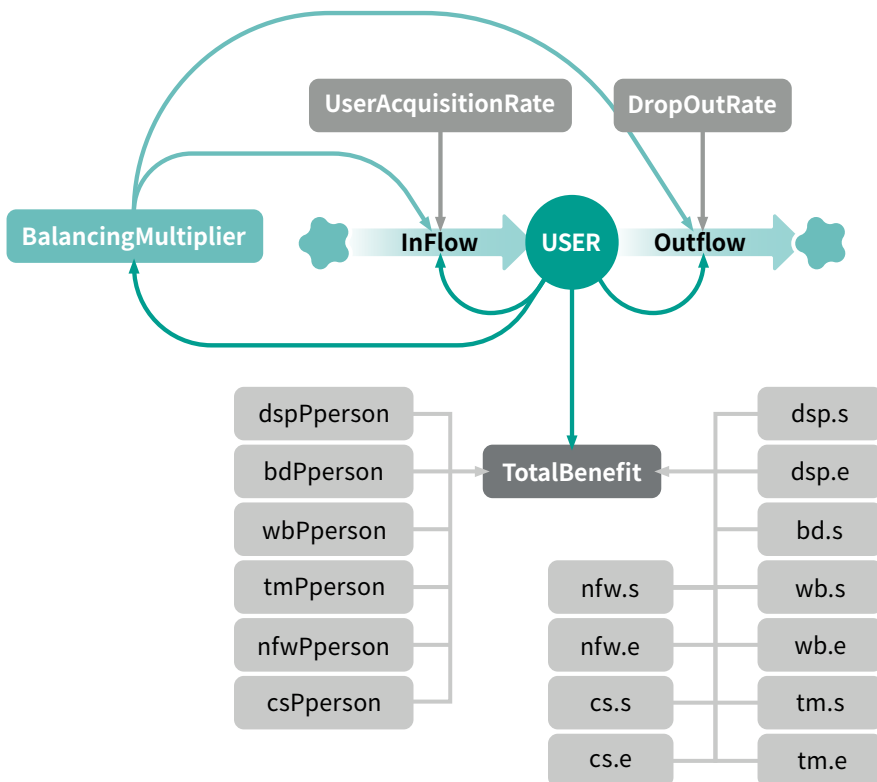 UserAcquisitionRate
DropOutRate
BalancingMultiplier
InFlow
USER
Outflow
dspPperson
bdPperson
wbPperson
tmPperson
nfwPperson
csPperson
TotalBenefit
nfw.s
nfw.e
cs.s
cs.e
dsp.s
dsp.e
bd.s
wb.s
wb.e
tm.s
tm.e